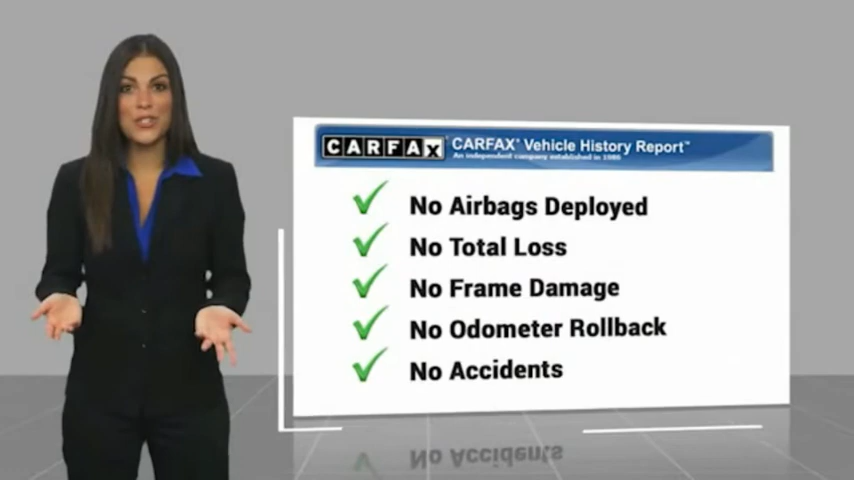 CARFAX CARFAX® Vehicle History Report™
An independent company established in 1986
No Airbags Deployed
No Total Loss
No Frame Damage
No Odometer Rollback
No Accidents
No Accidents